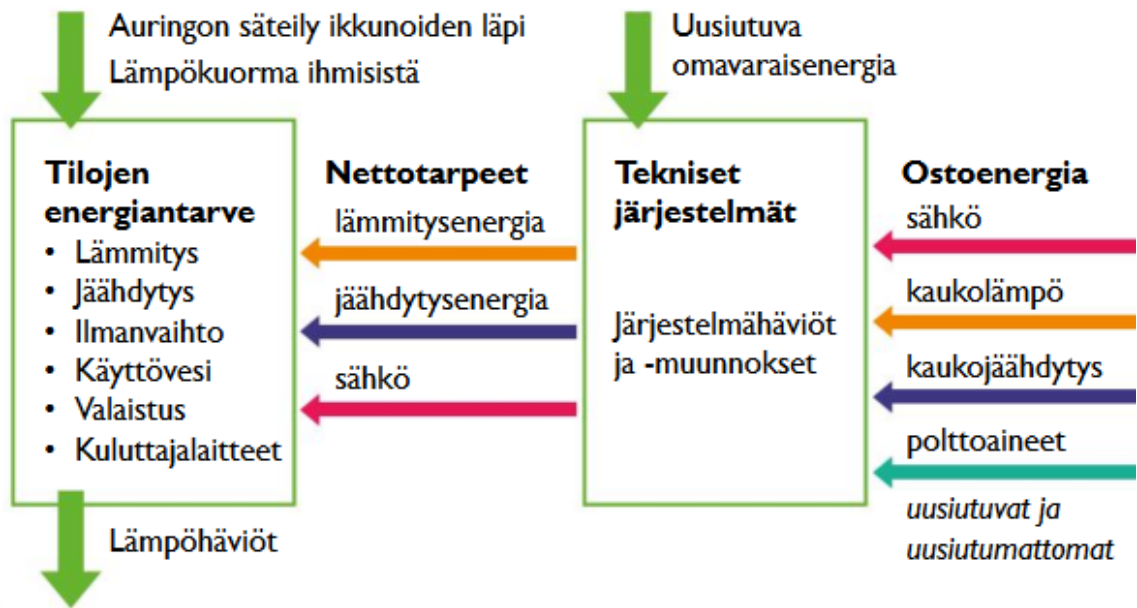 Auringon säteily ikkunoiden läpi
Lämpökuorma ihmisistä
Uusiutuva
omavaraisenergia
Tilojen
energiantarve
• Lämmitys
• Jäähdytys
• Ilmanvaihto
• Käyttövesi
• Valaistus
• Kuluttajalaitteet
Nettotarpeet
lämmitysenergia
jäähdytysenergia
sähkö
Tekniset
järjestelmät
Järjestelmähäviöt
ja -muunnokset
Ostoenergia
sähkö
kaukolämpö
kaukojäähdytys
polttoaineet
uusiutuvat ja
uusiutumattomat
Lämpöhäviöt